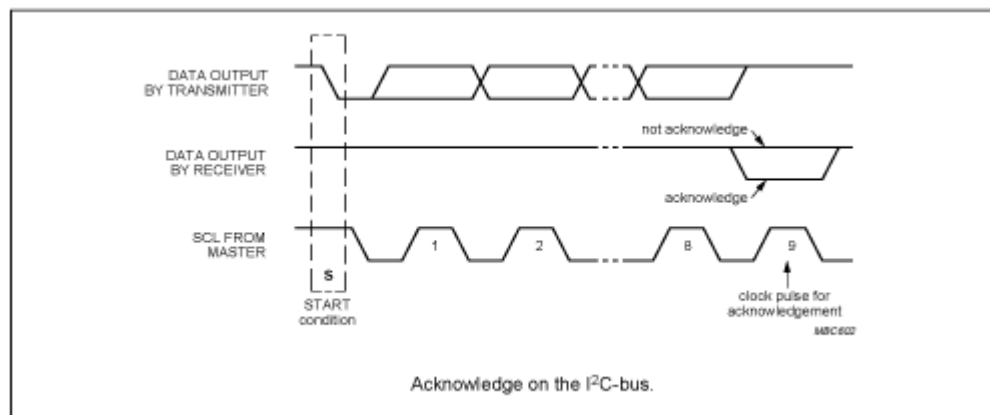 DATA OUTPUT
BY TRANSMITTER
not acknowledge
DATA OUTPUT
BY RECEIVER
acknowledge
SCL FROM
MASTER
1
2
8
9
S
START
condition
clock pulse for
acknowledgement
MBC602
Acknowledge on the I²C-bus.